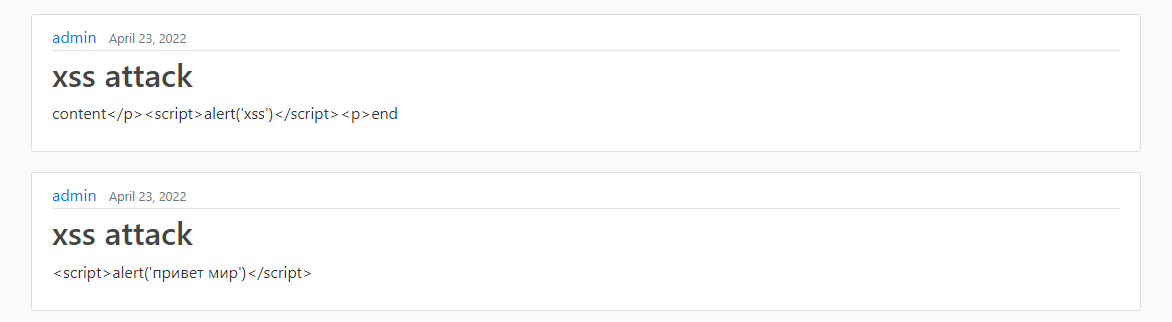 admin April 23, 2022
xss attack
content</p><script>alert('xss')</script><p>end
admin April 23, 2022
xss attack
<script>alert('привет мир')</script>